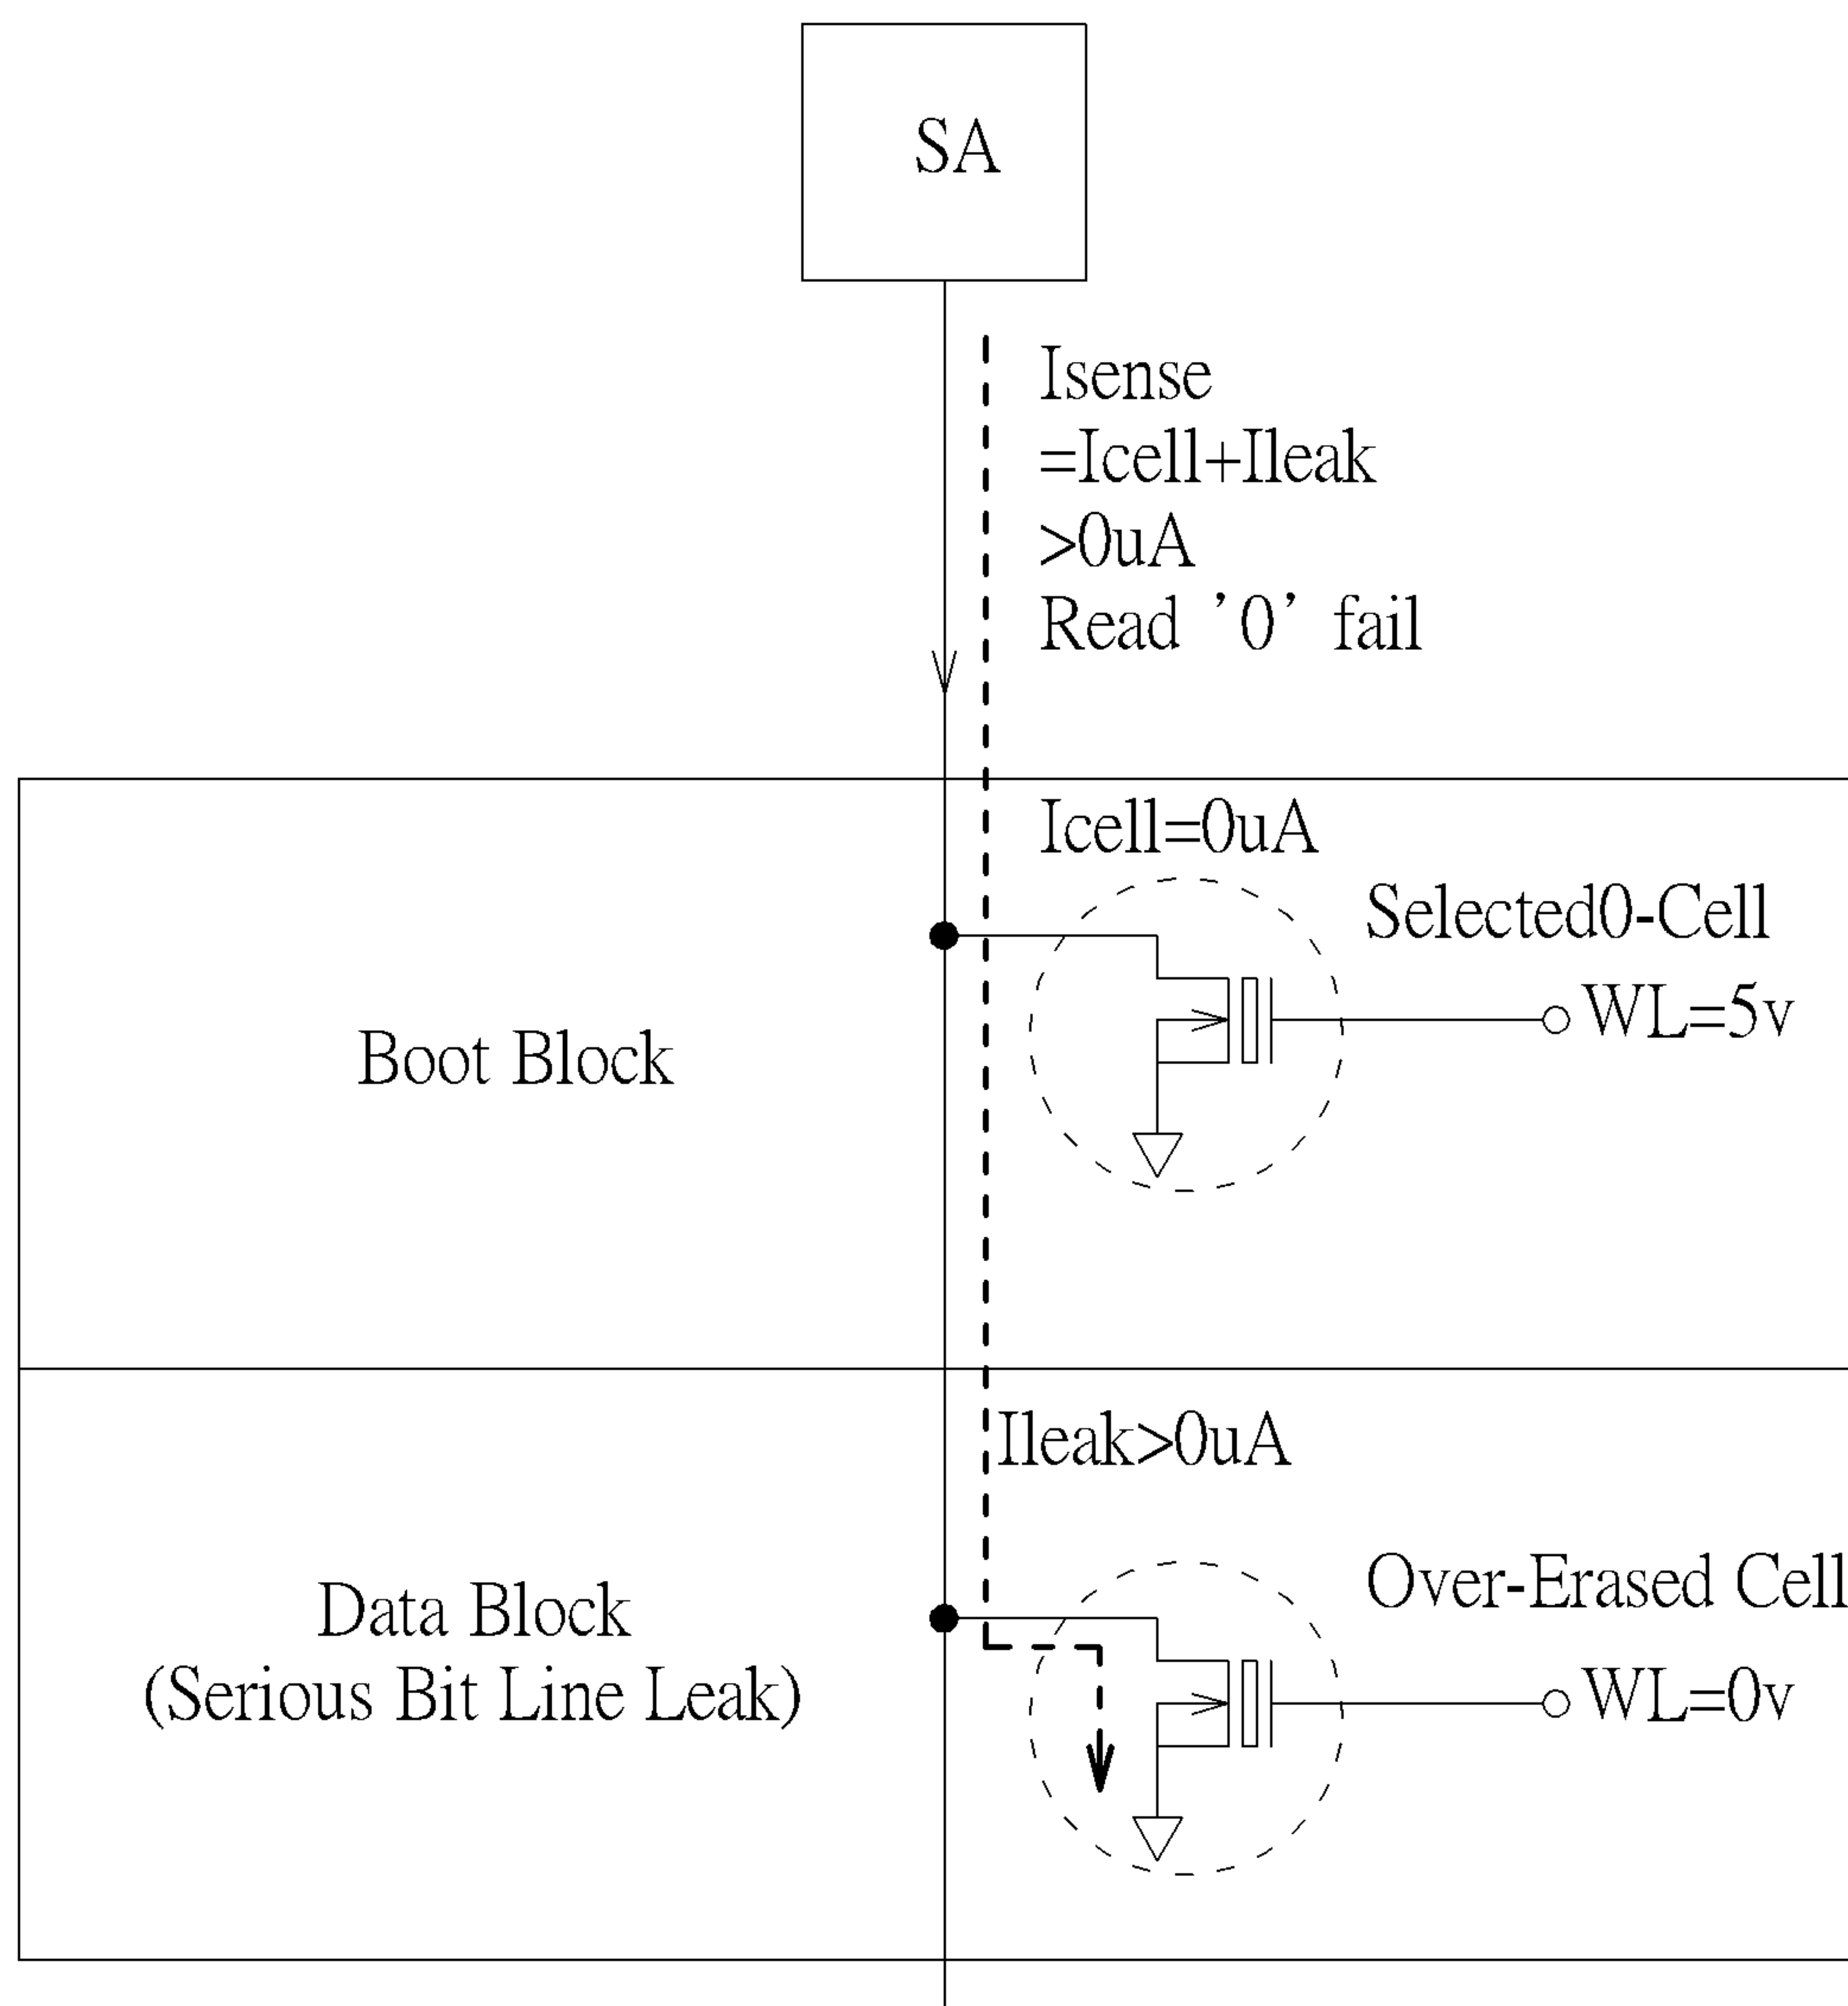 SA
Isense
=Icell+Ileak
>0uA
Read '0' fail
Icell=0uA
Selected0-Cell
WL=5v
Boot Block
Ileak>0uA
Over-Erased Cell
Data Block
(Serious Bit Line Leak)
WL=0v